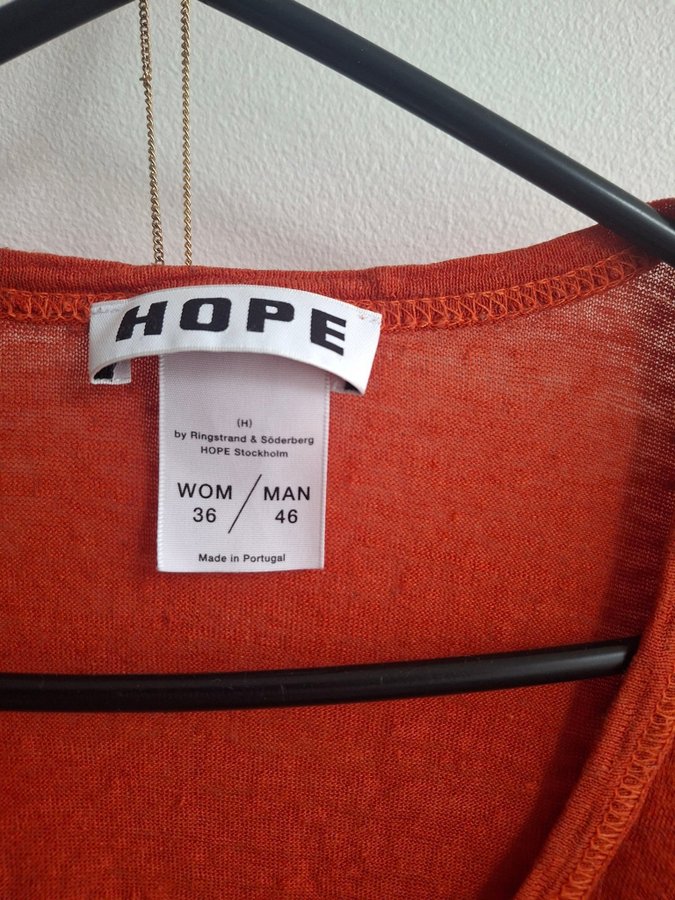 HOPE
(H)
by Ringstrand & Söderberg
HOPE Stockholm
WOM / MAN
36 46
Made in Portugal